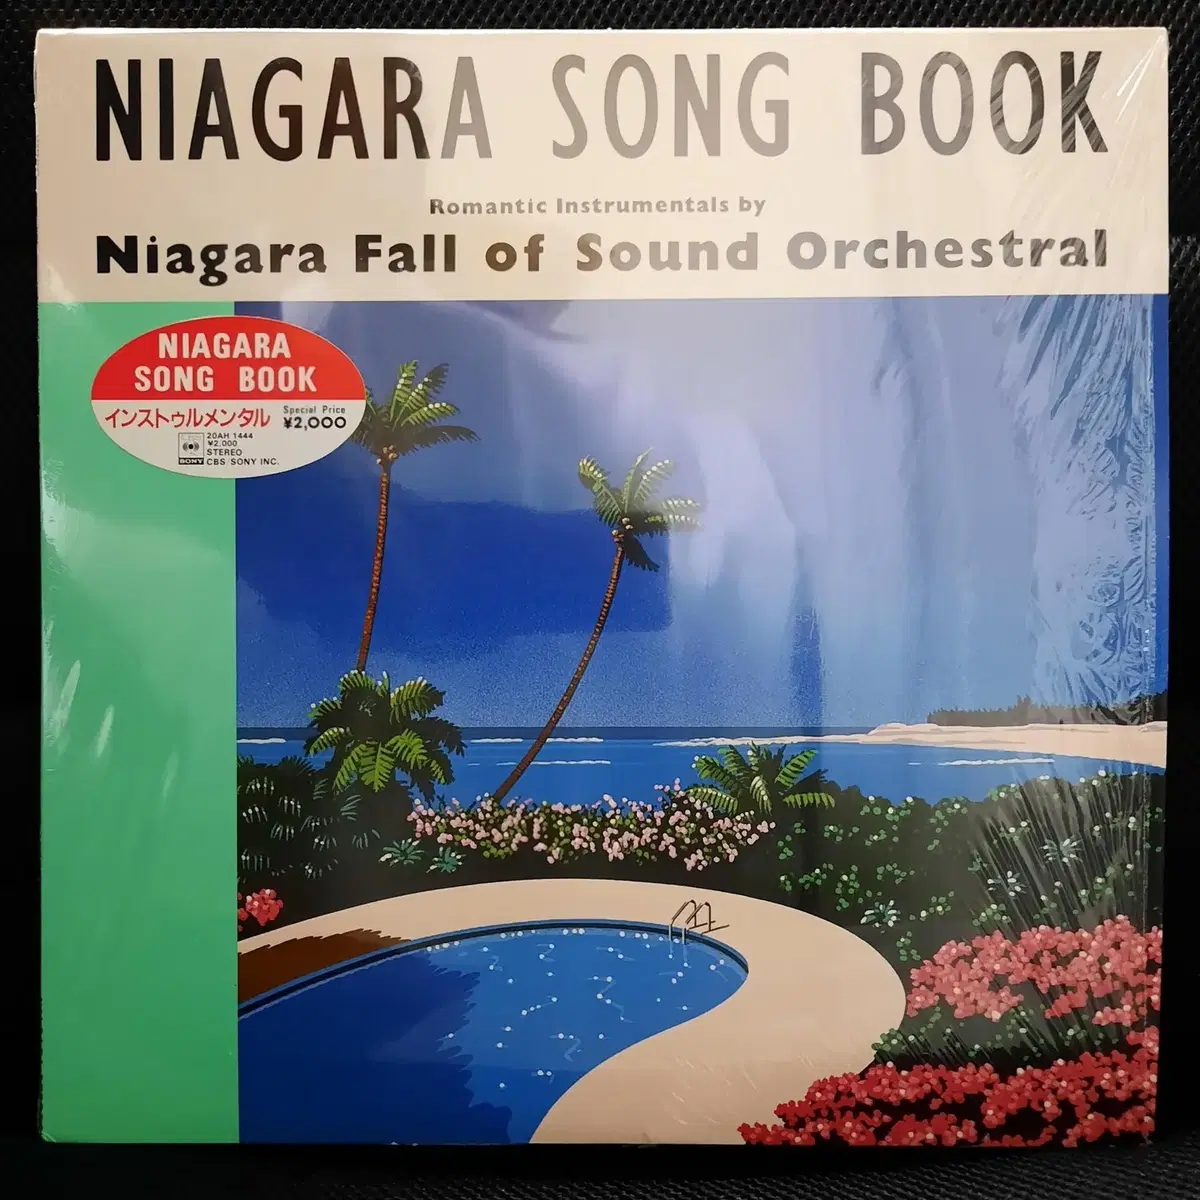 NIAGARA SONG BOOK
Romantic Instrumentals by
Niagara Fall of Sound Orchestral
NIAGARA
SONG BOOK
インストゥルメンタル
Special Price
¥2,000
20AH 1444
¥2,000
STEREO
SONY
CBS/SONY INC.